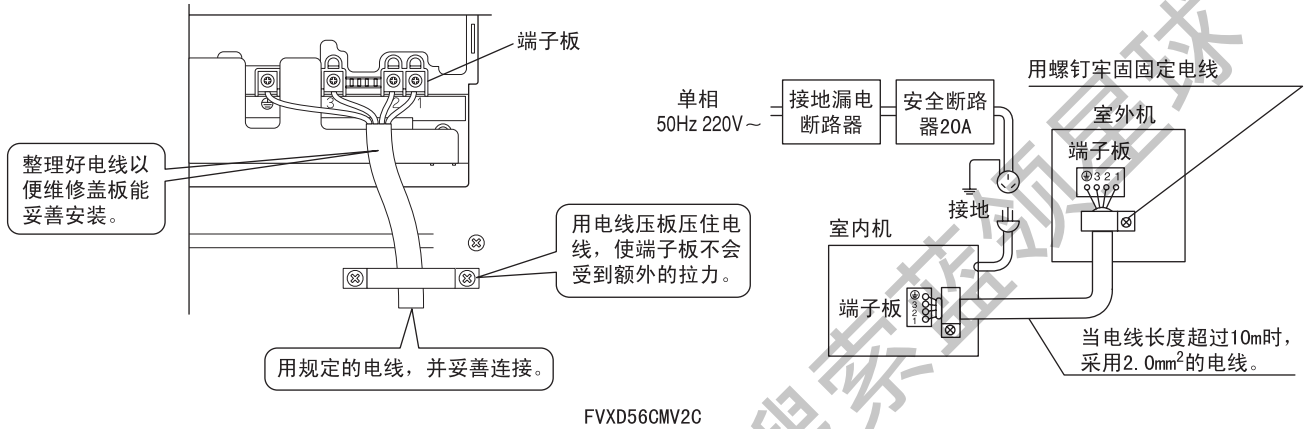 端子板
3 2 1
整理好电线以
便维修盖板能
妥善安装。
用电线压板压住电
线，使端子板不会
受到额外的拉力。
用规定的电线，并妥善连接。
单相
50Hz 220V～
接地漏电
断路器
安全断路
器20A
接地
用螺钉牢固固定电线
室外机
端子板
3 2 1
室内机
端子板
3
2
1
当电线长度超过10m时，
采用2.0mm²的电线。
FVXD56CMV2C
搜索蓝领星球